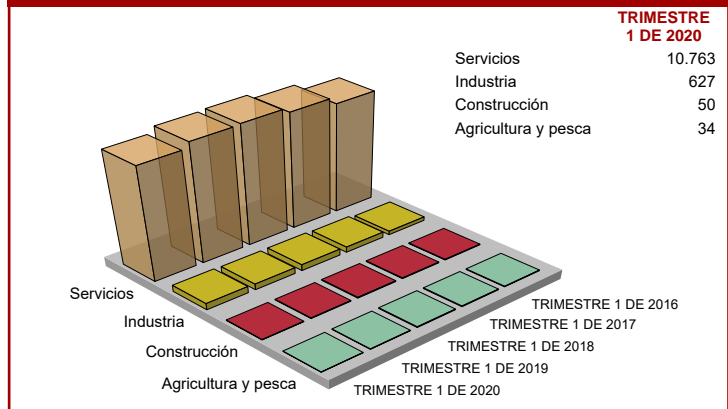 TRIMESTRE
1 DE 2020
Servicios 10.763
Industria 627
Construcción 50
Agricultura y pesca 34
Servicios
Industria
Construcción
Agricultura y pesca
TRIMESTRE 1 DE 2016
TRIMESTRE 1 DE 2017
TRIMESTRE 1 DE 2018
TRIMESTRE 1 DE 2019
TRIMESTRE 1 DE 2020